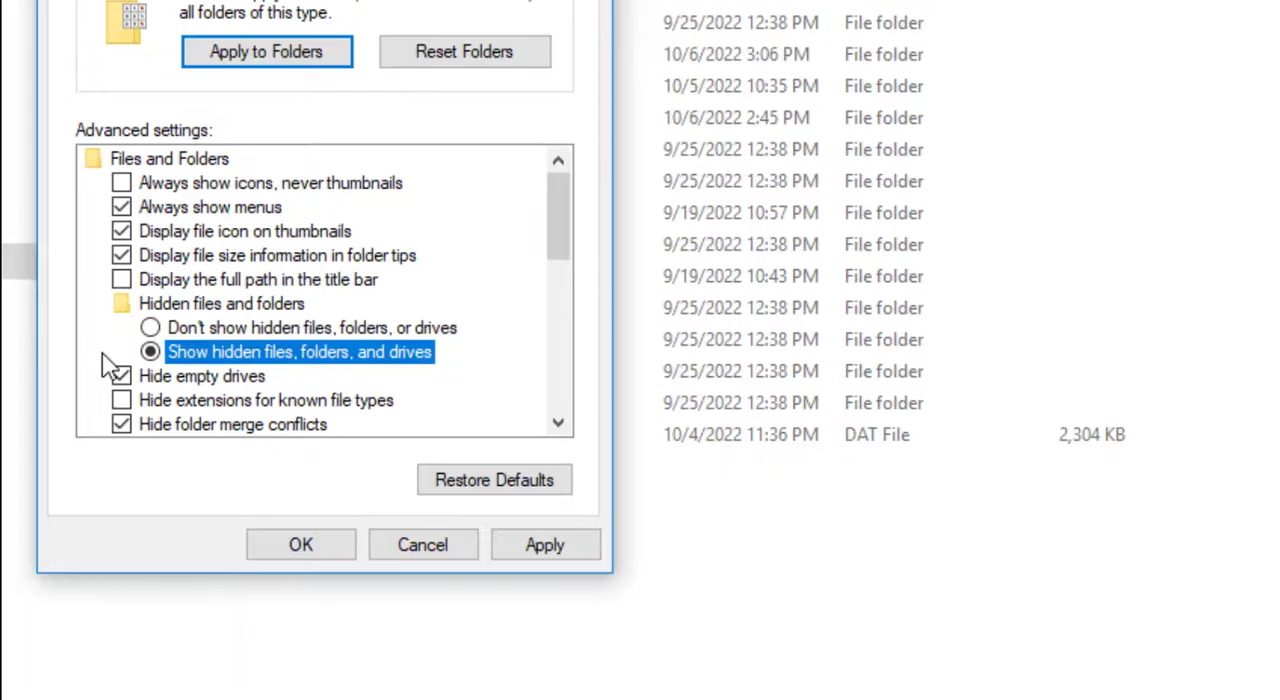 all folders of this type.
Apply to Folders
Reset Folders
Advanced settings:
Files and Folders
Always show icons, never thumbnails
Always show menus
Display file icon on thumbnails
Display file size information in folder tips
Display the full path in the title bar
Hidden files and folders
Don't show hidden files, folders, or drives
Show hidden files, folders, and drives
Hide empty drives
Hide extensions for known file types
Hide folder merge conflicts
Restore Defaults
OK
Cancel
Apply
9/25/2022 12:38 PM File folder
10/6/2022 3:06 PM File folder
10/5/2022 10:35 PM File folder
10/6/2022 2:45 PM File folder
9/25/2022 12:38 PM File folder
9/25/2022 12:38 PM File folder
9/19/2022 10:57 PM File folder
9/25/2022 12:38 PM File folder
9/19/2022 10:43 PM File folder
9/25/2022 12:38 PM File folder
9/25/2022 12:38 PM File folder
9/25/2022 12:38 PM File folder
9/25/2022 12:38 PM File folder
10/4/2022 11:36 PM DAT File 2,304 KB